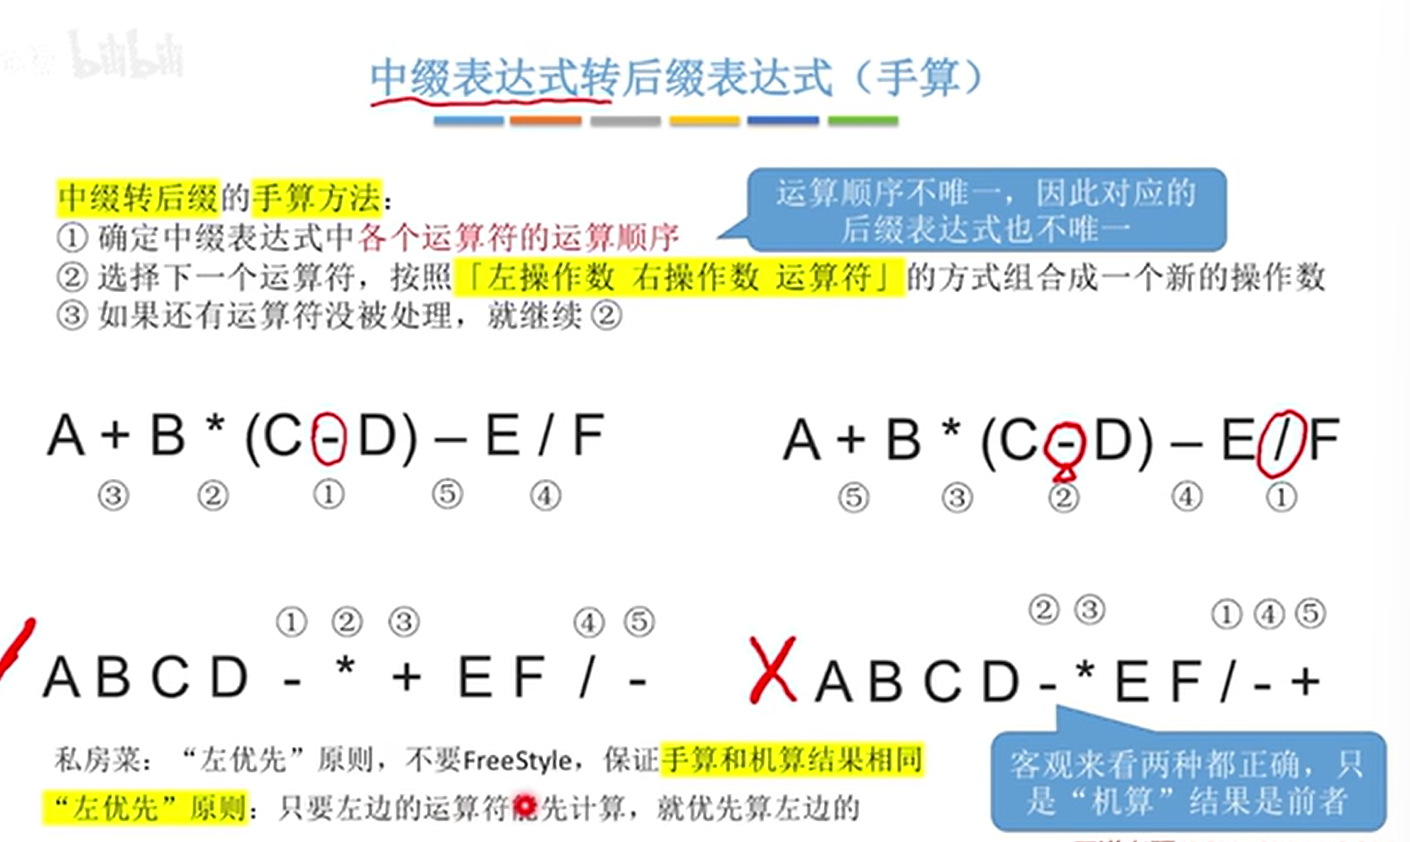 bilibili
中缀表达式转后缀表达式（手算）
中缀转后缀的手算方法：
① 确定中缀表达式中各个运算符的运算顺序
运算顺序不唯一，因此对应的
后缀表达式也不唯一
② 选择下一个运算符，按照「左操作数 右操作数 运算符」的方式组合成一个新的操作数
③ 如果还有运算符没被处理，就继续 ②
A + B * (C - D) – E / F
③ ② ① ⑤ ④
A + B * (C - D) – E / F
⑤ ③ ② ④ ①
① ② ③ ④ ⑤
A B C D - * + E F / -
② ③ ① ④ ⑤
X A B C D - * E F / - +
私房菜：“左优先”原则，不要FreeStyle，保证手算和机算结果相同
“左优先”原则：只要左边的运算符能先计算，就优先算左边的
客观来看两种都正确，只
是“机算”结果是前者